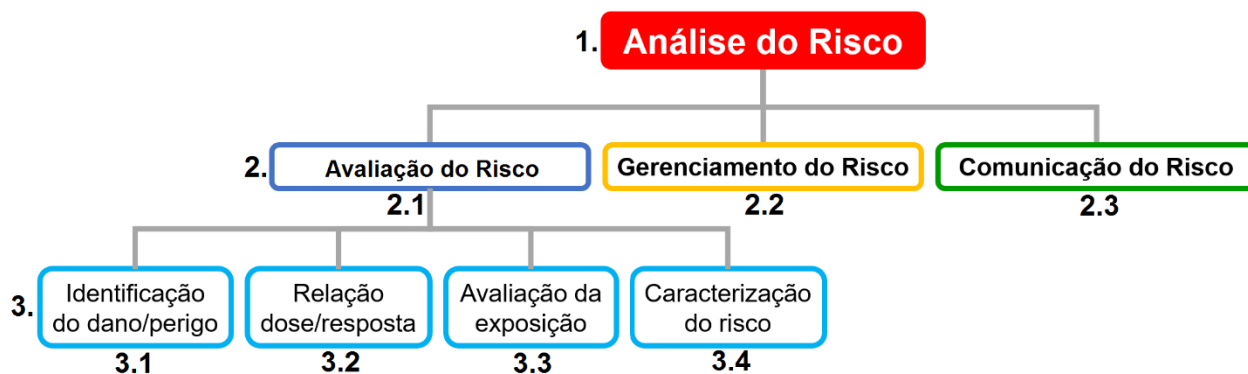 1. Análise do Risco
2. Avaliação do Risco Gerenciamento do Risco Comunicação do Risco
2.1 2.2 2.3
3. Identificação do dano/perigo
Relação dose/resposta
Avaliação da exposição
Caracterização do risco
3.1 3.2 3.3 3.4